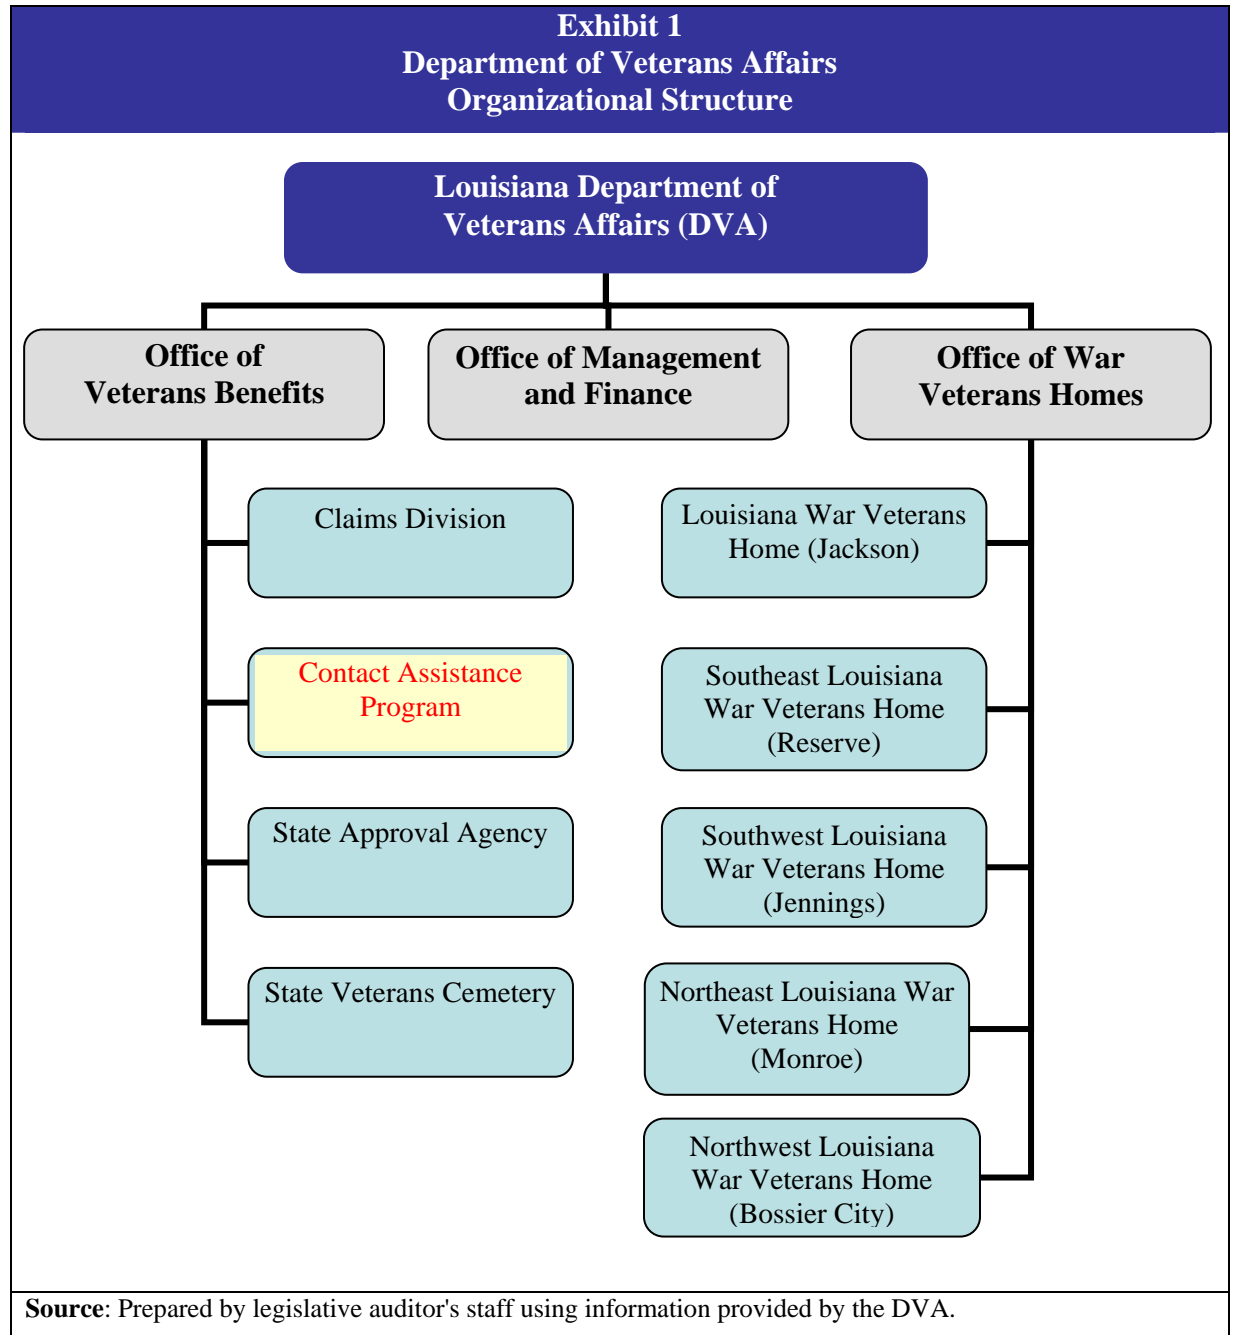 Exhibit 1
Department of Veterans Affairs
Organizational Structure
Louisiana Department of
Veterans Affairs (DVA)
Office of
Veterans Benefits
Office of Management
and Finance
Office of War
Veterans Homes
Claims Division
Contact Assistance
Program
State Approval Agency
State Veterans Cemetery
Louisiana War Veterans
Home (Jackson)
Southeast Louisiana
War Veterans Home
(Reserve)
Southwest Louisiana
War Veterans Home
(Jennings)
Northeast Louisiana War
Veterans Home
(Monroe)
Northwest Louisiana
War Veterans Home
(Bossier City)
Source: Prepared by legislative auditor's staff using information provided by the DVA.